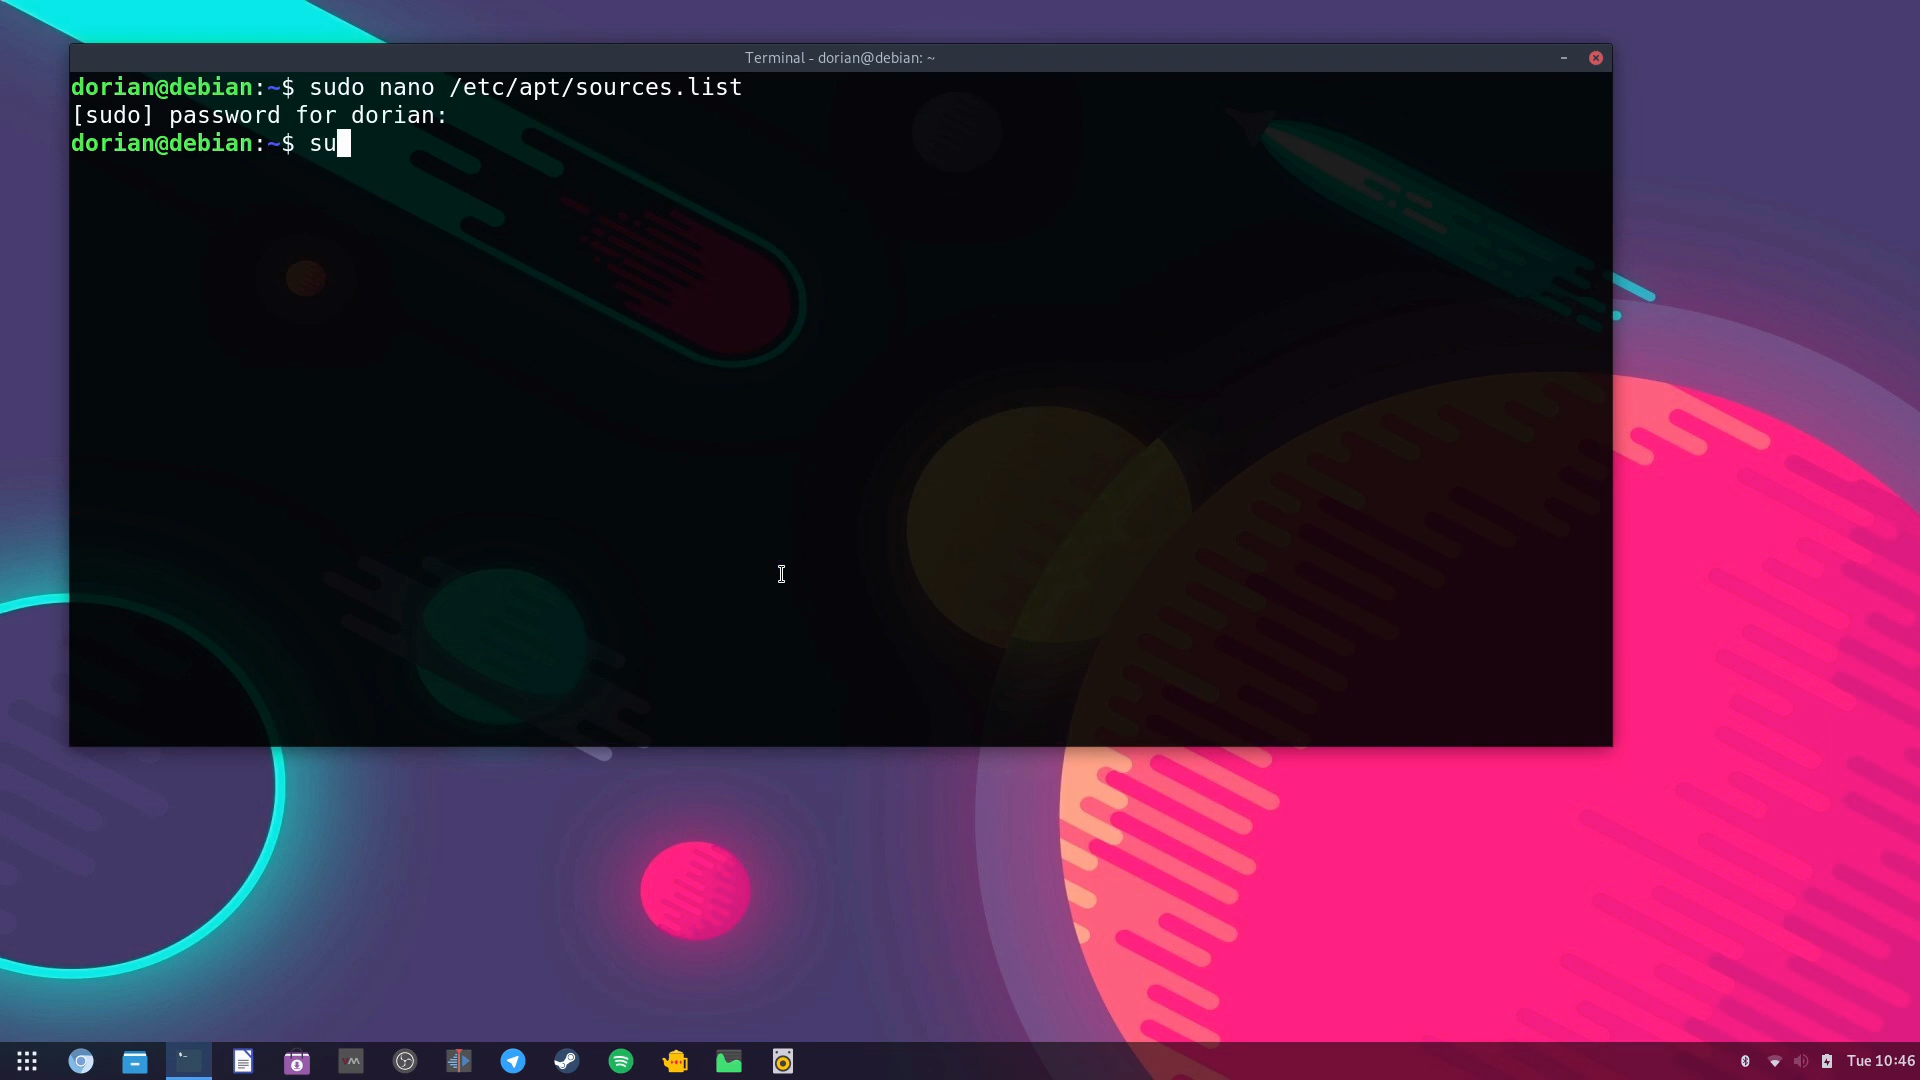 Terminal - dorian@debian: ~
dorian@debian:~$ sudo nano /etc/apt/sources.list
[sudo] password for dorian:
dorian@debian:~$ su
Tue 10:46